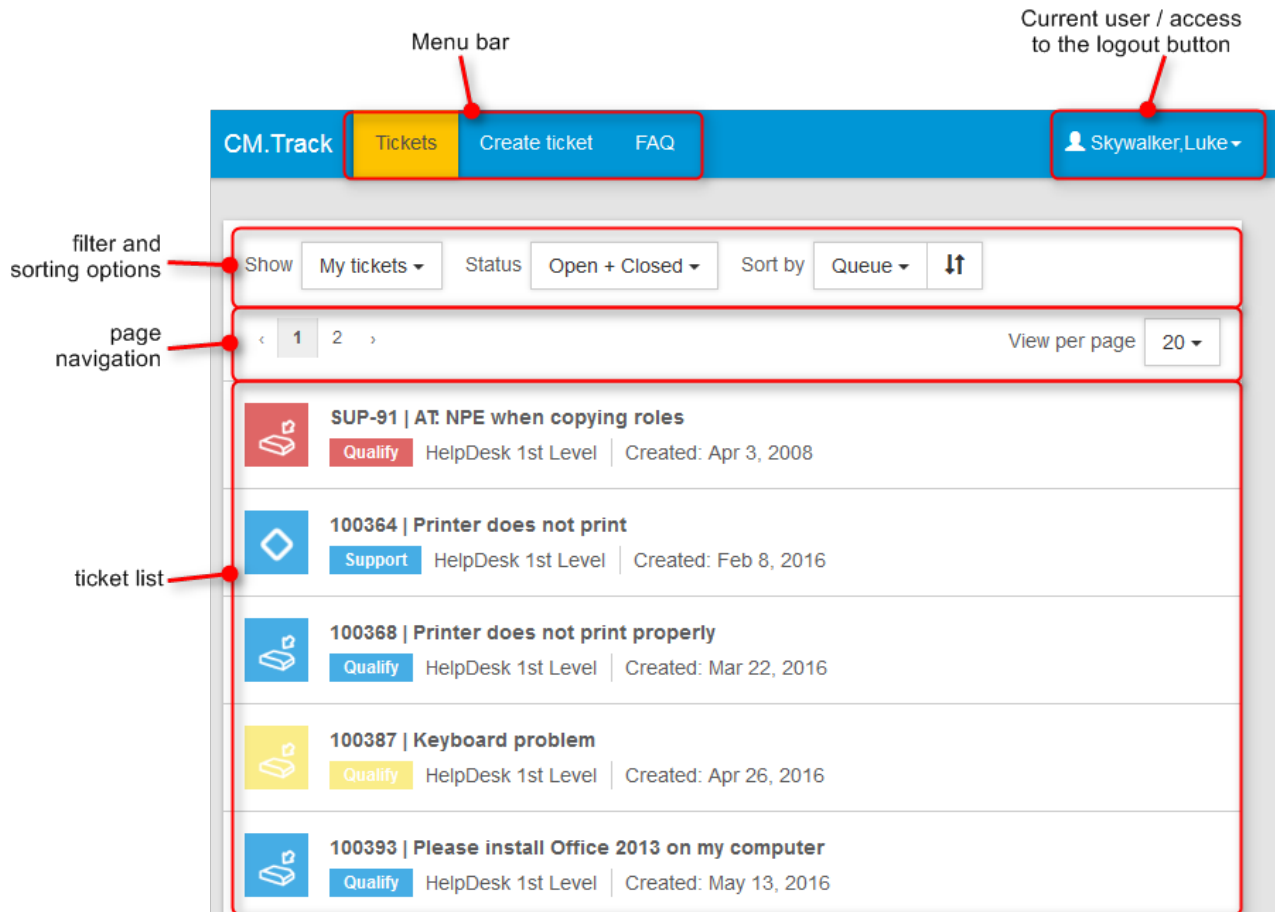 Current user / access
to the logout button
Menu bar
CM.Track Tickets Create ticket FAQ Skywalker,Luke
filter and
sorting options
Show My tickets Status Open + Closed Sort by Queue
page
navigation
‹ 1 2 › View per page 20
SUP-91 | AT: NPE when copying roles
Qualify HelpDesk 1st Level Created: Apr 3, 2008
100364 | Printer does not print
Support HelpDesk 1st Level Created: Feb 8, 2016
ticket list
100368 | Printer does not print properly
Qualify HelpDesk 1st Level Created: Mar 22, 2016
100387 | Keyboard problem
Qualify HelpDesk 1st Level Created: Apr 26, 2016
100393 | Please install Office 2013 on my computer
Qualify HelpDesk 1st Level Created: May 13, 2016